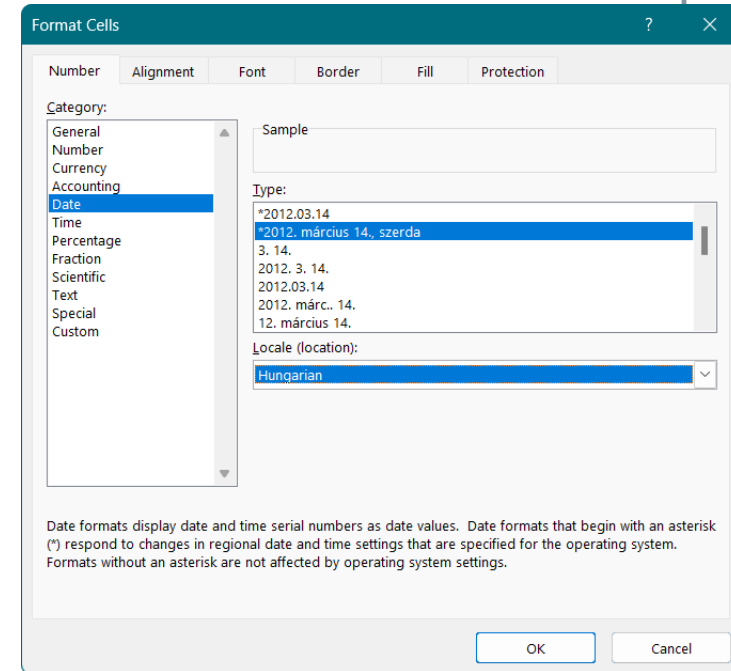 Format Cells ? ×
Number Alignment Font Border Fill Protection
Category:
General
Number
Currency
Accounting
Date
Time
Percentage
Fraction
Scientific
Text
Special
Custom
Sample
Type:
*2012.03.14
*2012. március 14., szerda
3. 14.
2012. 3. 14.
2012.03.14
2012. márc.. 14.
12. március 14.
Locale (location):
Hungarian
Date formats display date and time serial numbers as date values.  Date formats that begin with an asterisk
(*) respond to changes in regional date and time settings that are specified for the operating system.
Formats without an asterisk are not affected by operating system settings.
OK Cancel